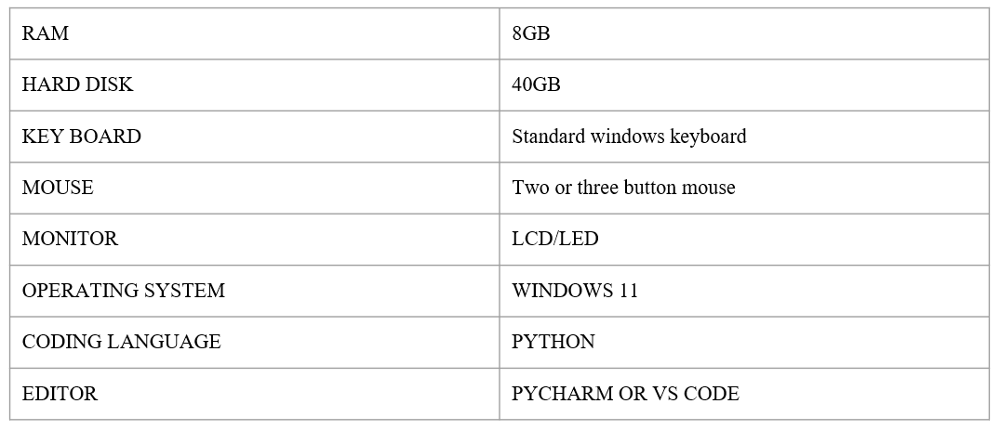 RAM 8GB
HARD DISK 40GB
KEY BOARD Standard windows keyboard
MOUSE Two or three button mouse
MONITOR LCD/LED
OPERATING SYSTEM WINDOWS 11
CODING LANGUAGE PYTHON
EDITOR PYCHARM OR VS CODE